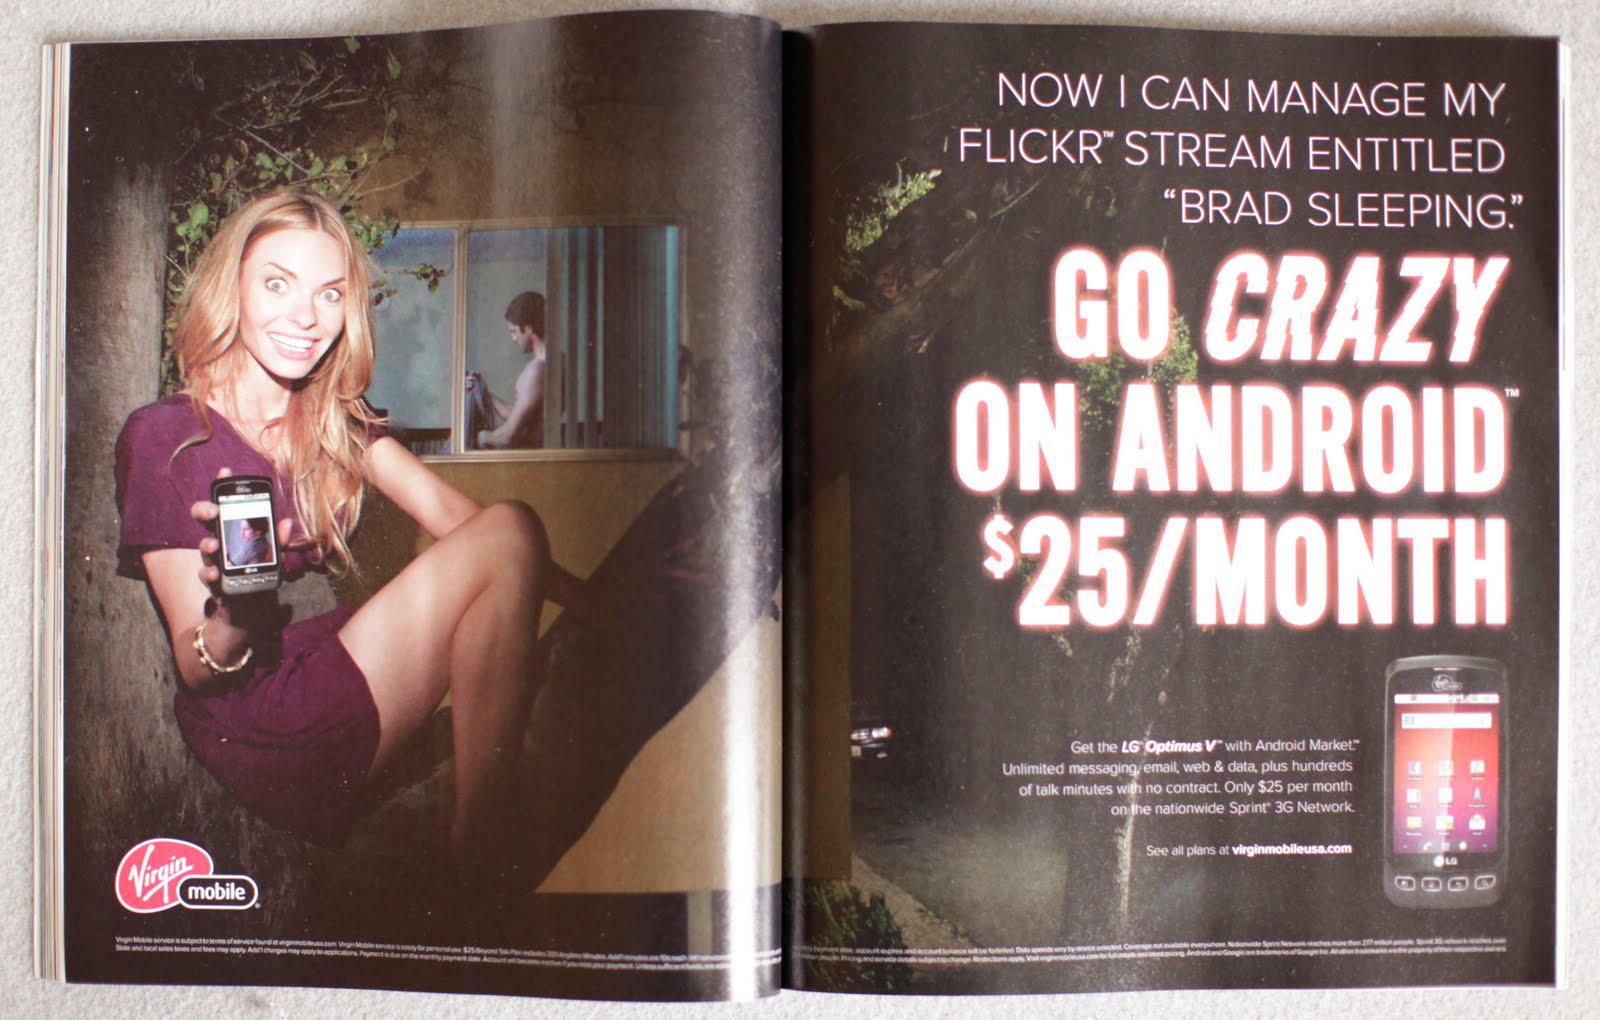 Virgin
mobile
Virgin Mobile service is subject to terms of service found at virginmobileusa.com. Virgin Mobile service is solely for personal use. $25 Beyond Talk Plan includes 300 Anytime Minutes. Add'l minutes are 10¢ each.
State and local sales taxes and fees may apply. Add'l charges may apply to applications. Payment is due on the monthly payment date. Account will become inactive if you miss your payment. Unless
NOW I CAN MANAGE MY
FLICKR™ STREAM ENTITLED
“BRAD SLEEPING.”
GO CRAZY
ON ANDROID™
$25/MONTH
Get the LG Optimus V™ with Android Market.™
Unlimited messaging, email, web & data, plus hundreds
of talk minutes with no contract. Only $25 per month
on the nationwide Sprint® 3G Network.
See all plans at virginmobileusa.com
LG
payment date, account expires and account balance will be forfeited. Data speeds vary by device selected. Coverage not available everywhere. Nationwide Sprint Network reaches more than 277 million people. Sprint 3G network reaches over
million people. Pricing and service details subject to change. Restrictions apply. Visit virginmobileusa.com for full details and latest pricing. Android and Google are trademarks of Google Inc. All other trademarks are the property of their respective owners.